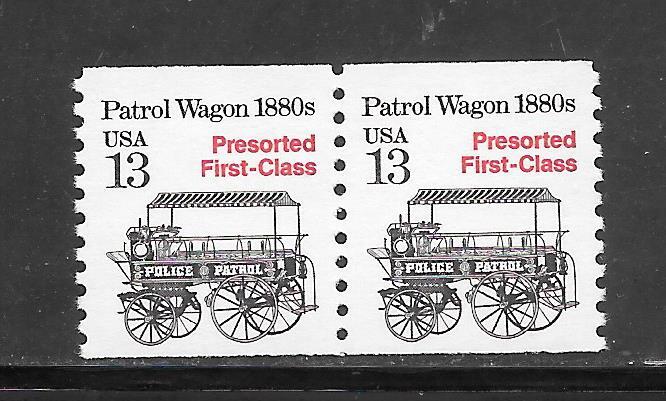 Patrol Wagon 1880s
USA
13
Presorted
First-Class
POLICE PATROL
Patrol Wagon 1880s
USA
13
Presorted
First-Class
POLICE PATROL